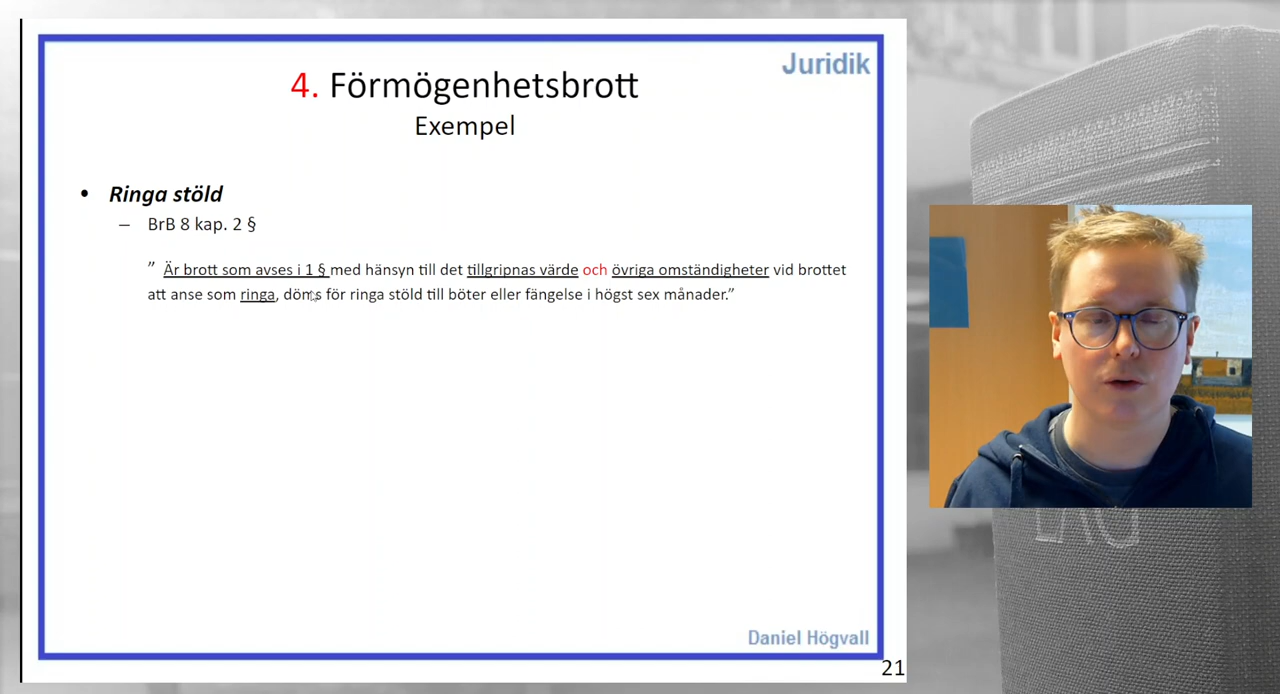 Juridik
4. Förmögenhetsbrott
Exempel
• Ringa stöld
– BrB 8 kap. 2 §
” Är brott som avses i 1 § med hänsyn till det tillgripnas värde och övriga omständigheter vid brottet
att anse som ringa, döms för ringa stöld till böter eller fängelse i högst sex månader.”
Daniel Högvall
21
LAG